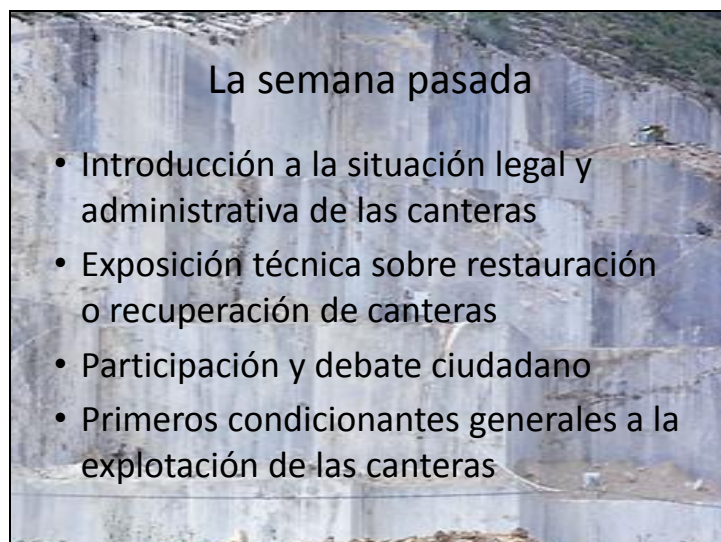 La semana pasada
• Introducción a la situación legal y
administrativa de las canteras
• Exposición técnica sobre restauración
o recuperación de canteras
• Participación y debate ciudadano
• Primeros condicionantes generales a la
explotación de las canteras